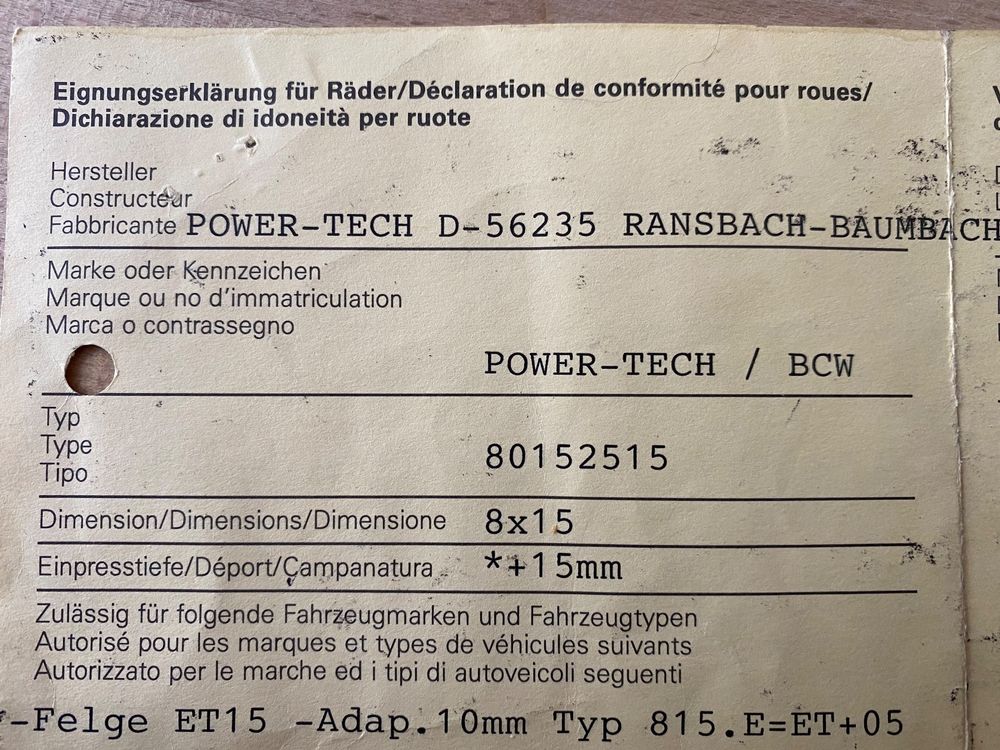 Eignungserklärung für Räder/Déclaration de conformité pour roues/
Dichiarazione di idoneità per ruote
Hersteller
Constructeur
Fabbricante POWER-TECH D-56235 RANSBACH-BAUMBACH
Marke oder Kennzeichen
Marque ou no d'immatriculation
Marca o contrassegno
POWER-TECH / BCW
Typ
Type
Tipo
80152515
Dimension/Dimensions/Dimensione 8x15
Einpresstiefe/Déport/Campanatura *+15mm
Zulässig für folgende Fahrzeugmarken und Fahrzeugtypen
Autorisé pour les marques et types de véhicules suivants
Autorizzato per le marche ed i tipi di autoveicoli seguenti
-Felge ET15 -Adap.10mm Typ 815.E=ET+05